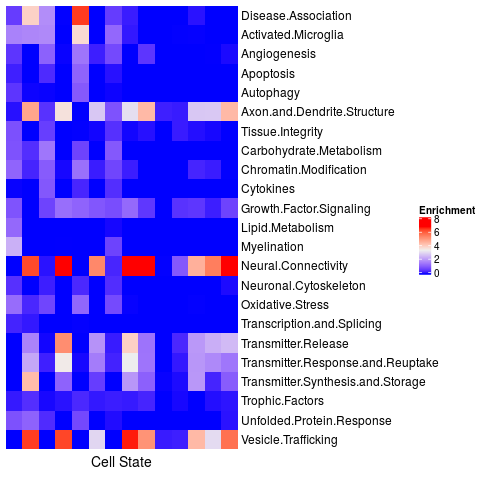 Disease.Association
Activated.Microglia
Angiogenesis
Apoptosis
Autophagy
Axon.and.Dendrite.Structure
Tissue.Integrity
Carbohydrate.Metabolism
Chromatin.Modification
Cytokines
Growth.Factor.Signaling
Lipid.Metabolism
Myelination
Neural.Connectivity
Neuronal.Cytoskeleton
Oxidative.Stress
Transcription.and.Splicing
Transmitter.Release
Transmitter.Response.and.Reuptake
Transmitter.Synthesis.and.Storage
Trophic.Factors
Unfolded.Protein.Response
Vesicle.Trafficking
Cell State
Enrichment
8
6
4
2
0